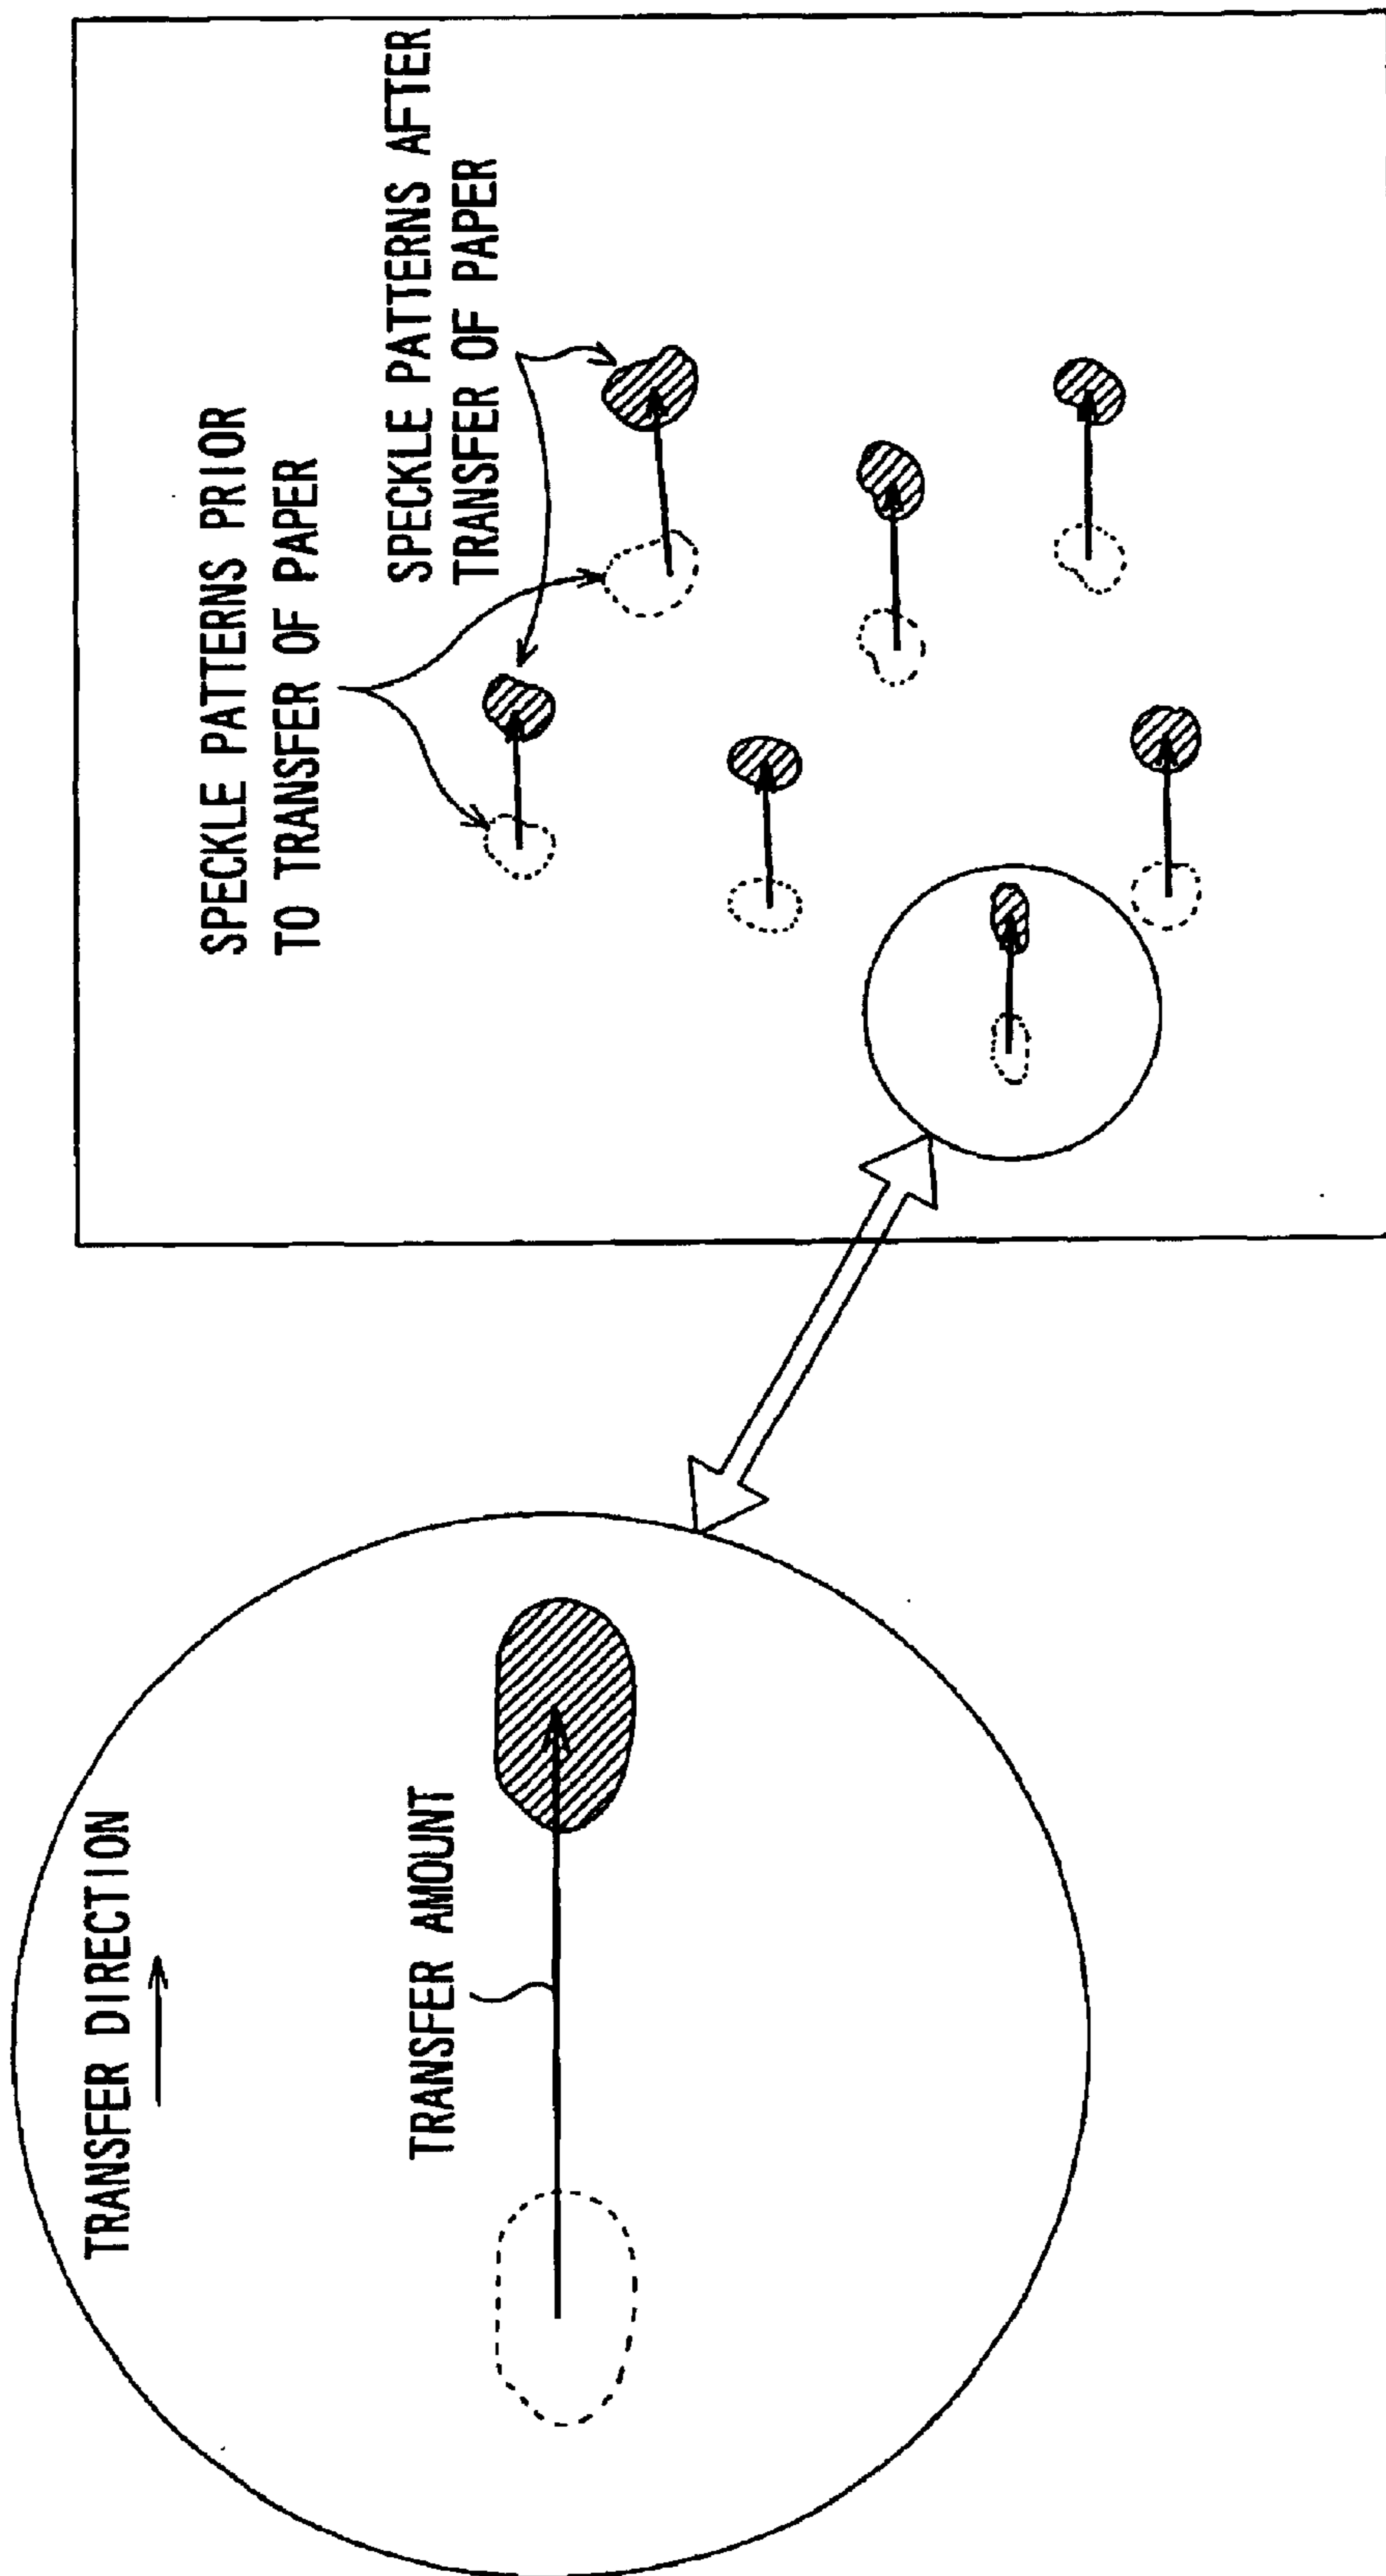 TRANSFER DIRECTION
TRANSFER AMOUNT
SPECKLE PATTERNS PRIOR
TO TRANSFER OF PAPER
SPECKLE PATTERNS AFTER
TRANSFER OF PAPER